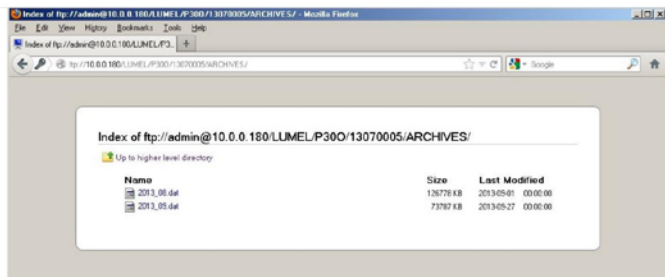 Index of ftp://admin@10.0.0.180/LUMEL/P30O/13070005/ARCHIVES/ - Mozilla Firefox
File Edit View History Bookmarks Tools Help
Index of ftp://admin@10.0.0.180/LUMEL/P3... +
ftp://10.0.0.180/LUMEL/P30O/13070005/ARCHIVES/ Google
Index of ftp://admin@10.0.0.180/LUMEL/P30O/13070005/ARCHIVES/
Up to higher level directory
Name Size Last Modified
2013_08.dat 126778 KB 2013-09-01 00:00:00
2013_09.dat 73787 KB 2013-09-27 00:00:00